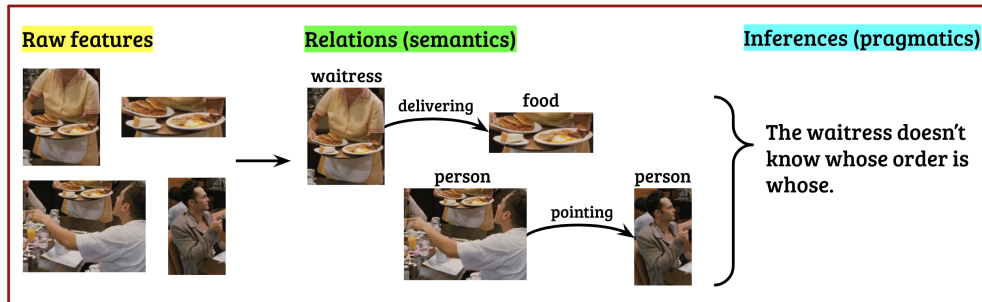 Raw features
Relations (semantics)
Inferences (pragmatics)
waitress
delivering
food
person
pointing
person
The waitress doesn't
know whose order is
whose.